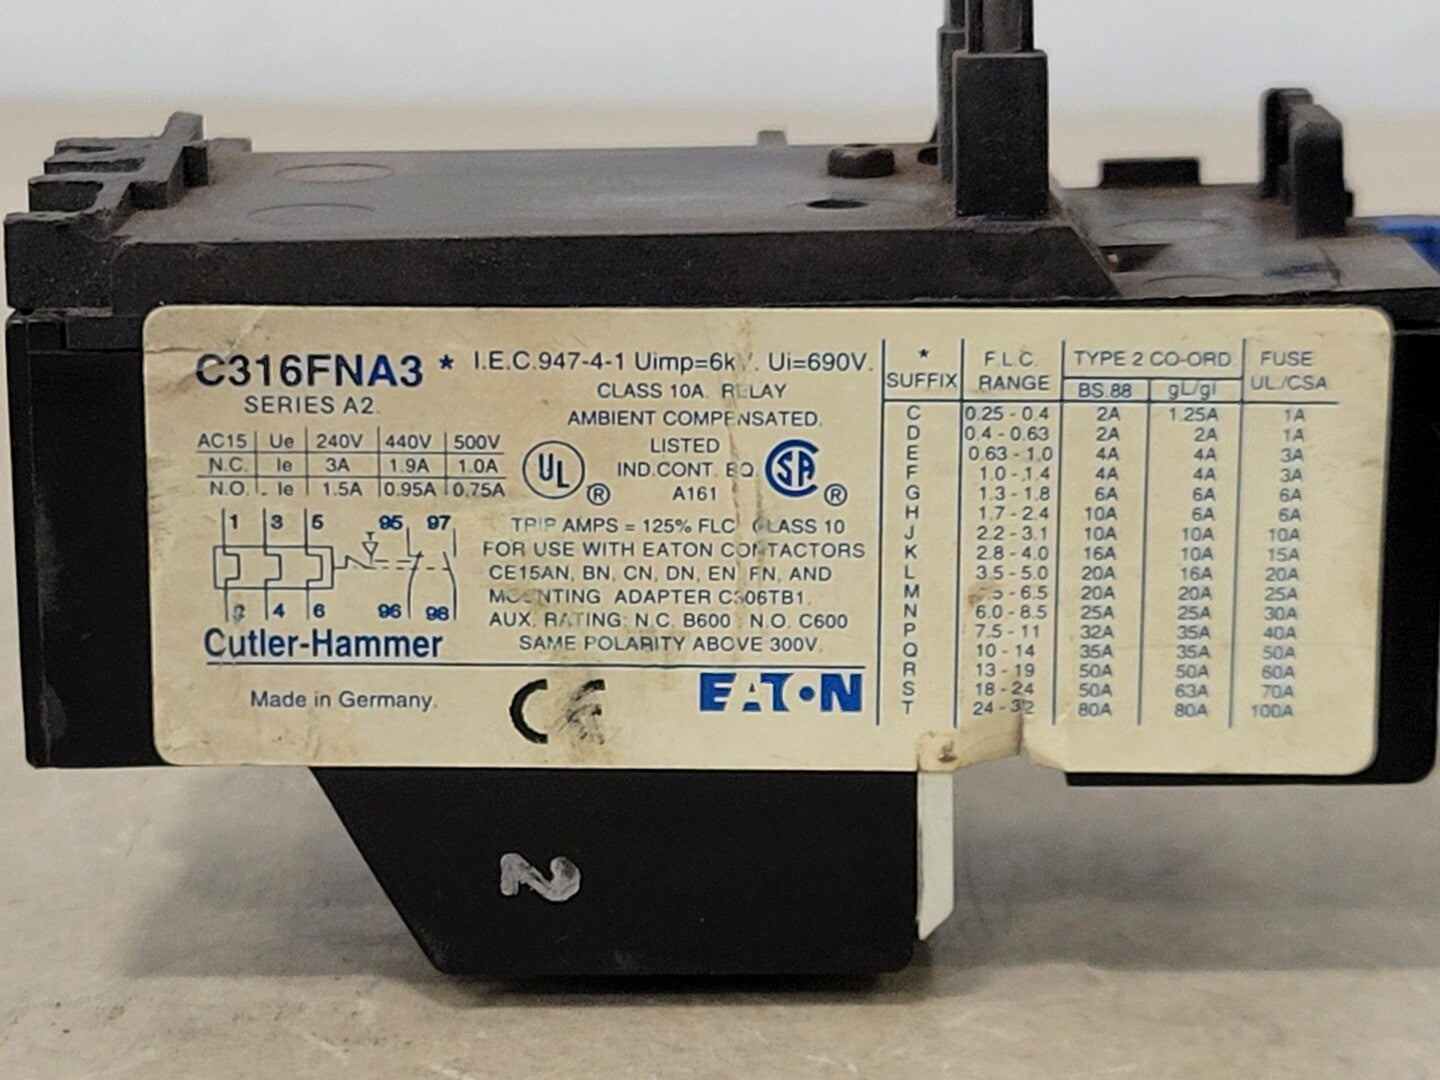 C316FNA3 *
SERIES A2.
I.E.C.947-4-1 Uimp=6kV. Ui=690V.
CLASS 10A RELAY
AMBIENT COMPENSATED.
LISTED
IND.CONT. EQ.
A161
UL ®
SA ®
AC15 Ue 240V 440V 500V
N.C. Ie 3A 1.9A 1.0A
N.O. Ie 1.5A 0.95A 0.75A
1 3 5 95 97
2 4 6 96 98
TRIP AMPS = 125% FLC CLASS 10
FOR USE WITH EATON CONTACTORS
CE15AN, BN, CN, DN, EN FN, AND
MOUNTING ADAPTER C306TB1.
AUX. RATING: N.C. B600 N.O. C600
SAME POLARITY ABOVE 300V.
Cutler-Hammer
Made in Germany.
CE
EATON
* SUFFIX F.L.C. RANGE TYPE 2 CO-ORD BS.88 gL/gI FUSE UL/CSA
C 0.25 - 0.4 2A 1.25A 1A
D 0.4 - 0.63 2A 2A 1A
E 0.63 - 1.0 4A 4A 3A
F 1.0 - 1.4 4A 4A 3A
G 1.3 - 1.8 6A 6A 6A
H 1.7 - 2.4 10A 6A 6A
J 2.2 - 3.1 10A 10A 10A
K 2.8 - 4.0 16A 10A 15A
L 3.5 - 5.0 20A 16A 20A
M 5 - 6.5 20A 20A 25A
N 6.0 - 8.5 25A 25A 30A
P 7.5 - 11 32A 35A 40A
Q 10 - 14 35A 35A 50A
R 13 - 19 50A 50A 60A
S 18 - 24 50A 63A 70A
T 24 - 32 80A 80A 100A
2